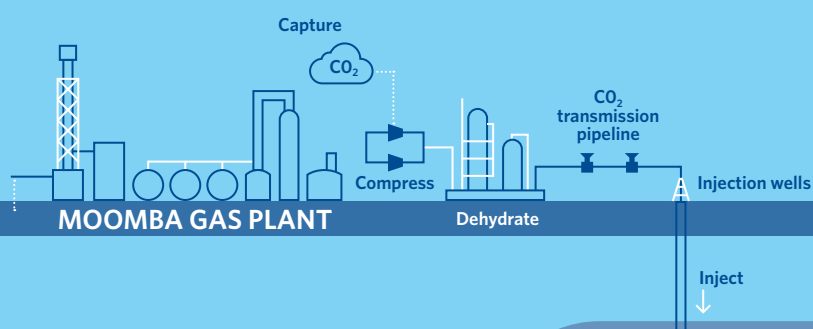 Capture
CO₂
CO₂
transmission
pipeline
Compress
Injection wells
MOOMBA GAS PLANT
Dehydrate
Inject